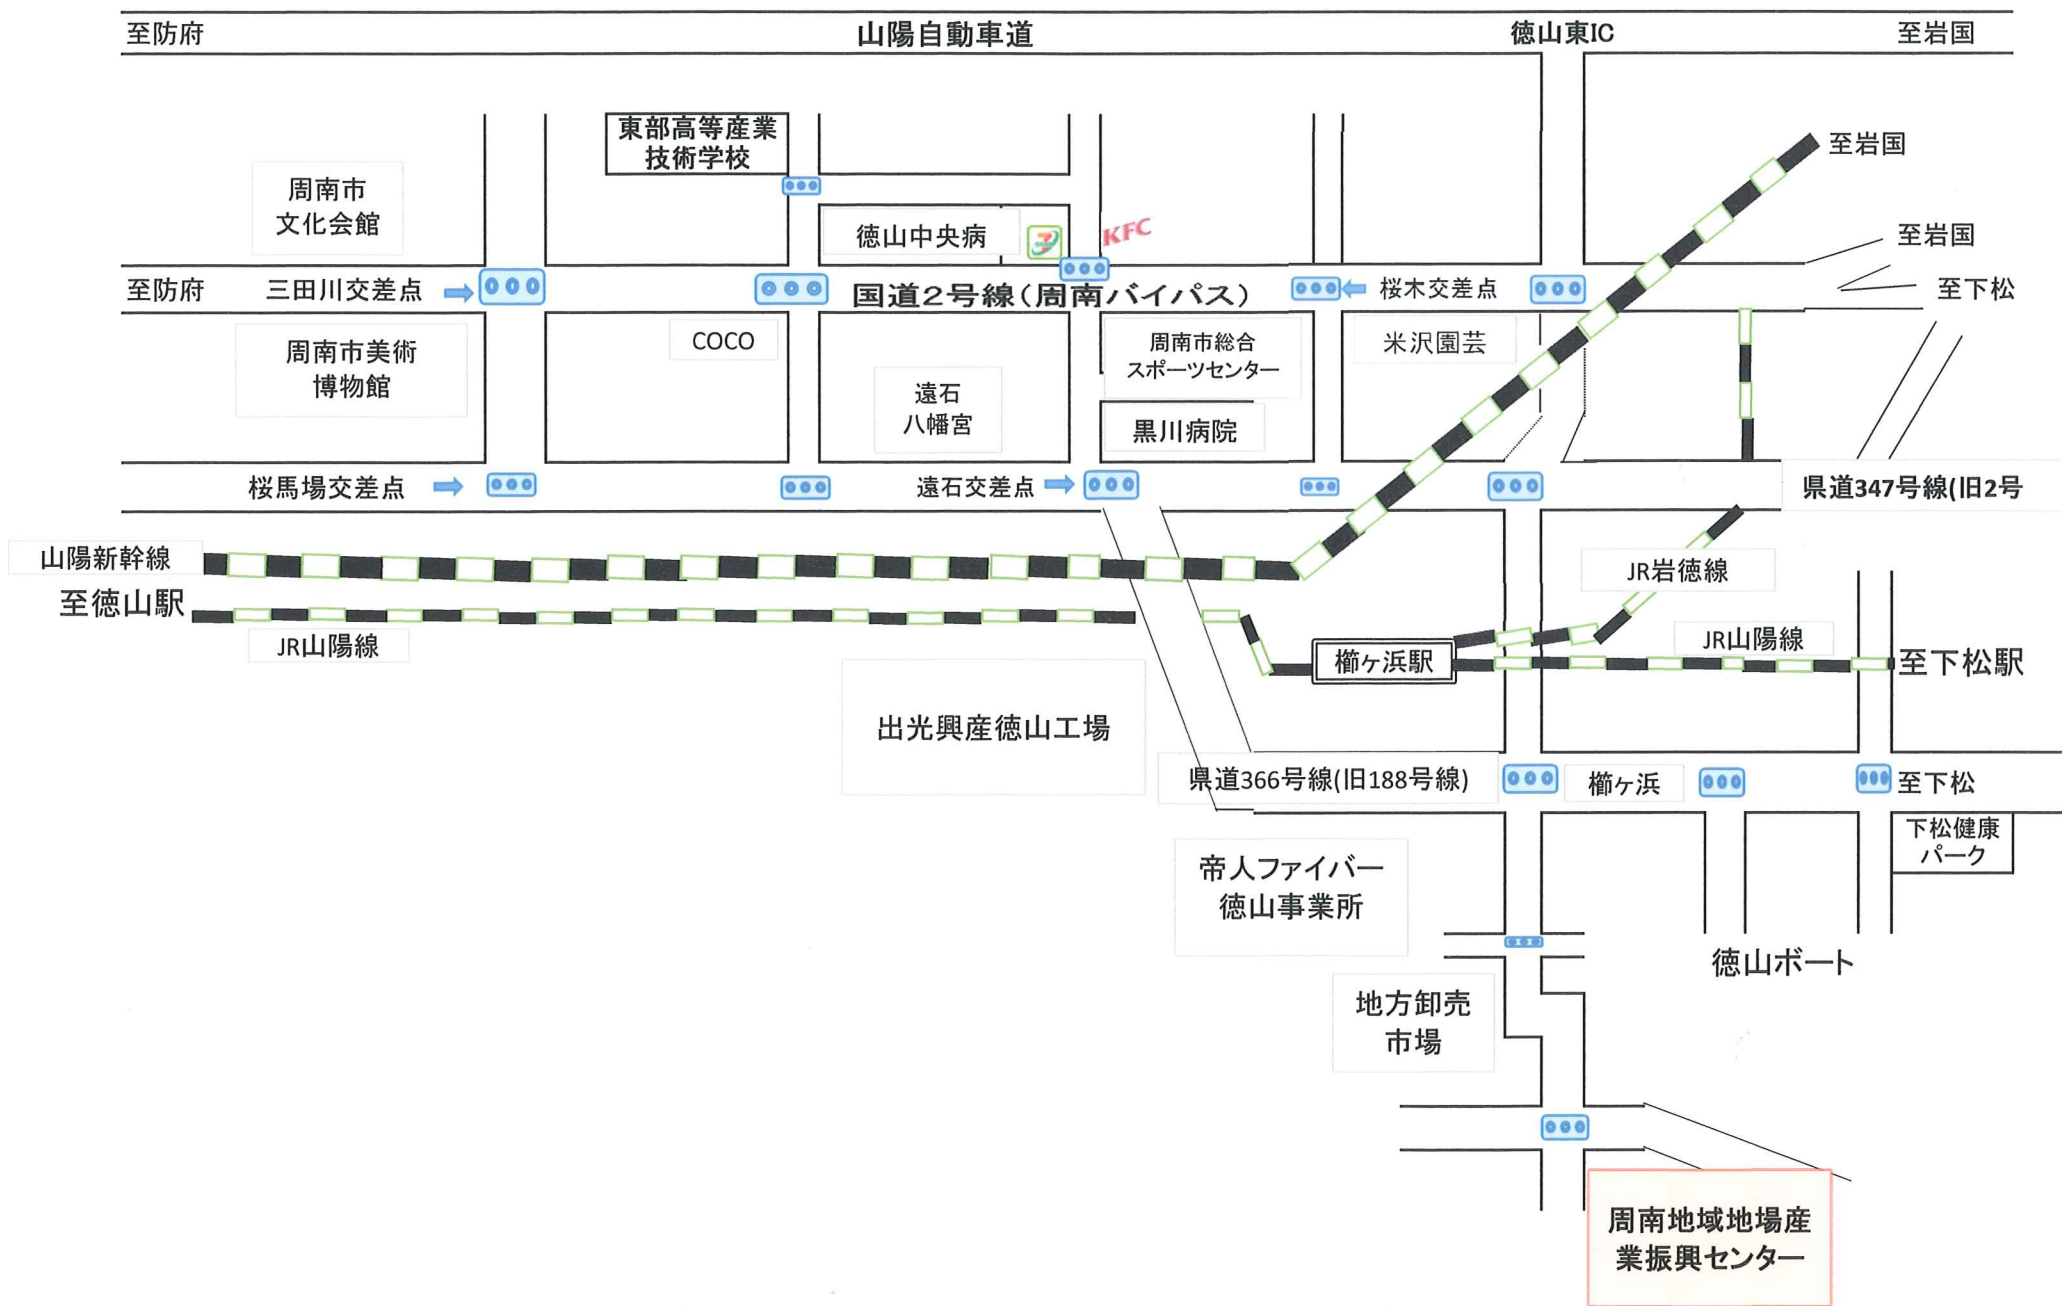 至防府
山陽自動車道
徳山東IC
至岩国
東部高等産業
技術学校
至岩国
周南市
文化会館
徳山中央病
KFC
至岩国
至防府
三田川交差点
国道2号線(周南バイパス)
桜木交差点
至下松
周南市美術
博物館
COCO
遠石
八幡宮
周南市総合
スポーツセンター
米沢園芸
黒川病院
桜馬場交差点
遠石交差点
県道347号線(旧2号
山陽新幹線
至徳山駅
JR山陽線
JR岩徳線
櫛ヶ浜駅
JR山陽線
至下松駅
出光興産徳山工場
県道366号線(旧188号線)
櫛ヶ浜
至下松
下松健康
パーク
帝人ファイバー
徳山事業所
徳山ボート
地方卸売
市場
周南地域地場産
業振興センター